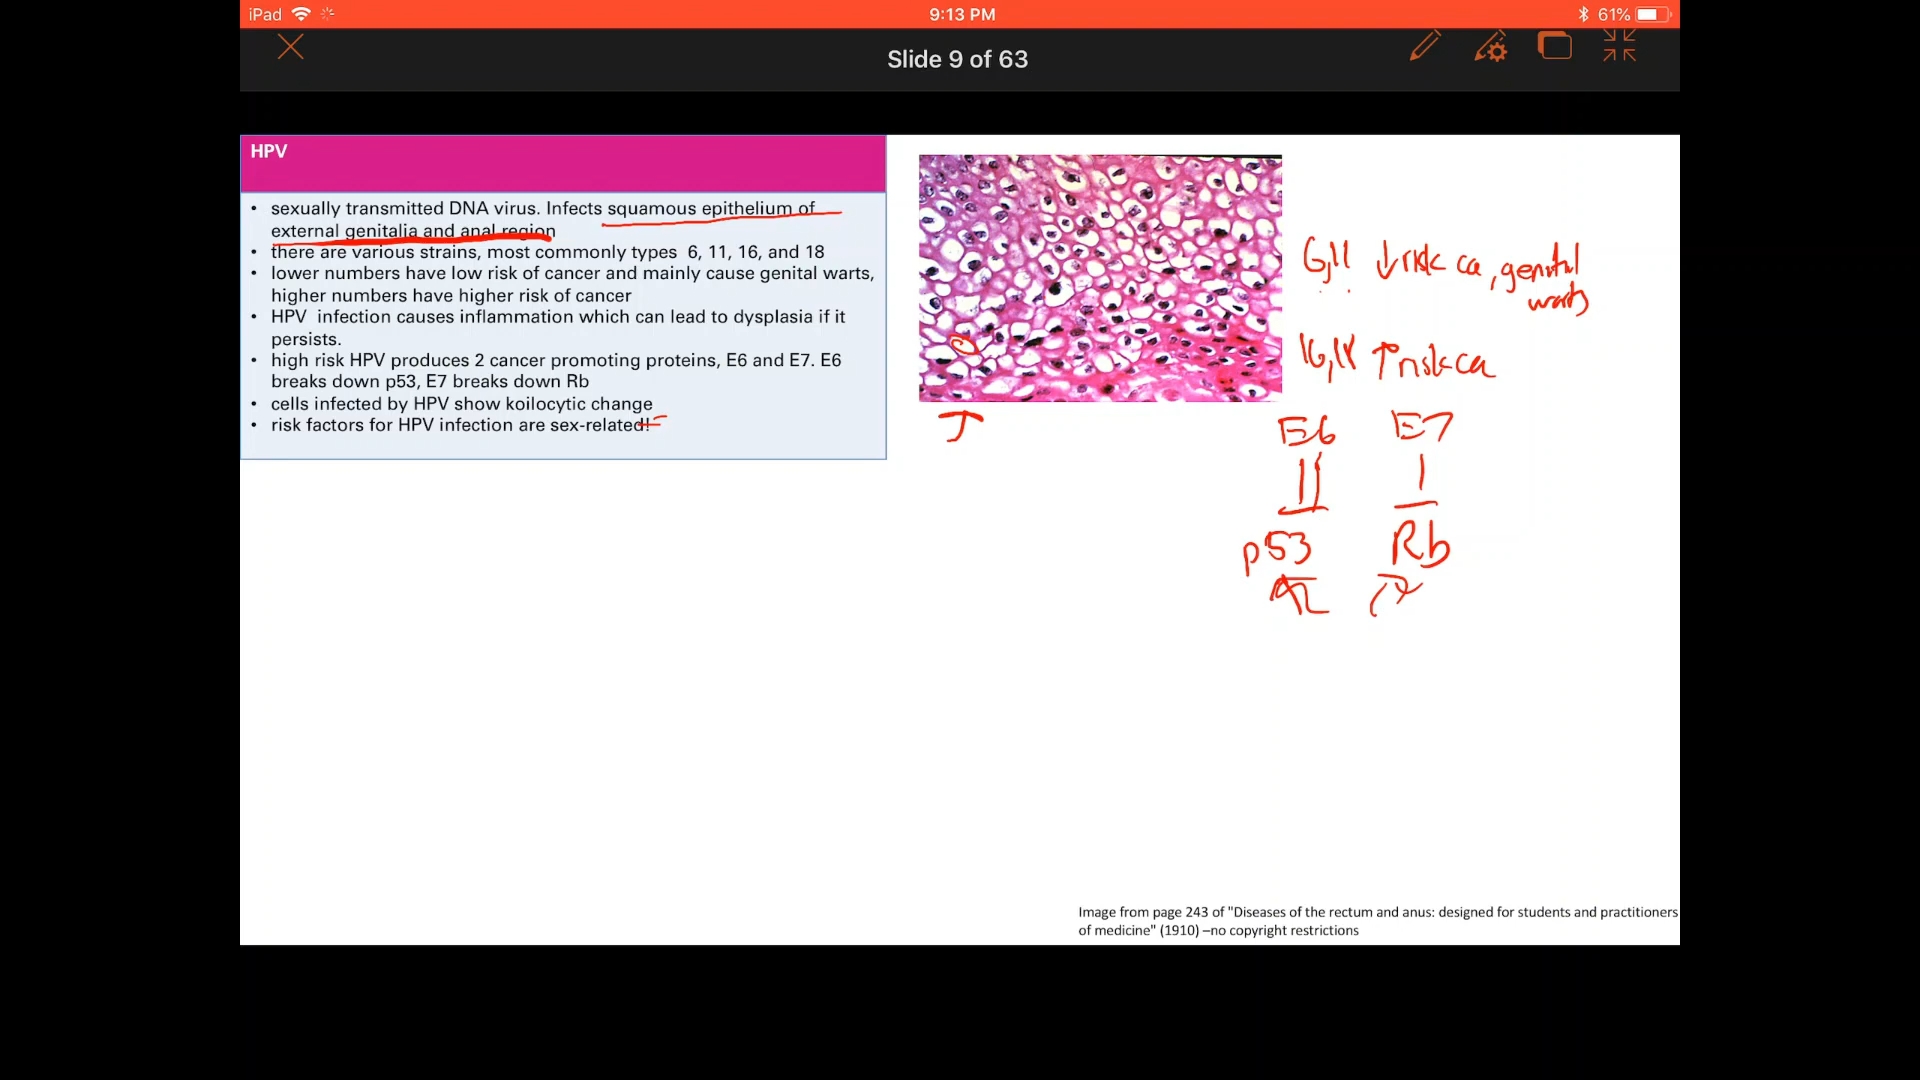 iPad 9:13 PM 61%
Slide 9 of 63
HPV
• sexually transmitted DNA virus. Infects squamous epithelium of
external genitalia and anal region
• there are various strains, most commonly types 6, 11, 16, and 18
• lower numbers have low risk of cancer and mainly cause genital warts,
higher numbers have higher risk of cancer
• HPV infection causes inflammation which can lead to dysplasia if it
persists.
• high risk HPV produces 2 cancer promoting proteins, E6 and E7. E6
breaks down p53, E7 breaks down Rb
• cells infected by HPV show koilocytic change
• risk factors for HPV infection are sex-related!
6,11 ↓risk ca, genital
warts
16,18 ↑risk ca
E6 E7
p53 Rb
Image from page 243 of "Diseases of the rectum and anus: designed for students and practitioners
of medicine" (1910) –no copyright restrictions